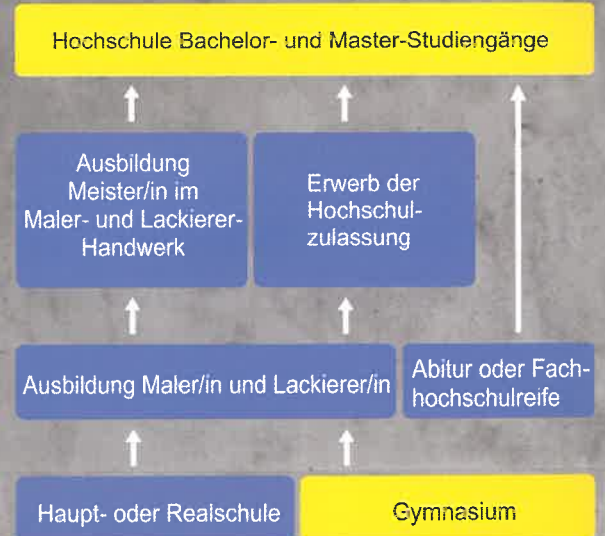 Hochschule Bachelor- und Master-Studiengänge
Ausbildung
Meister/in im
Maler- und Lackierer-
Handwerk
Erwerb der
Hochschul-
zulassung
Ausbildung Maler/in und Lackierer/in
Abitur oder Fach-
hochschulreife
Haupt- oder Realschule
Gymnasium